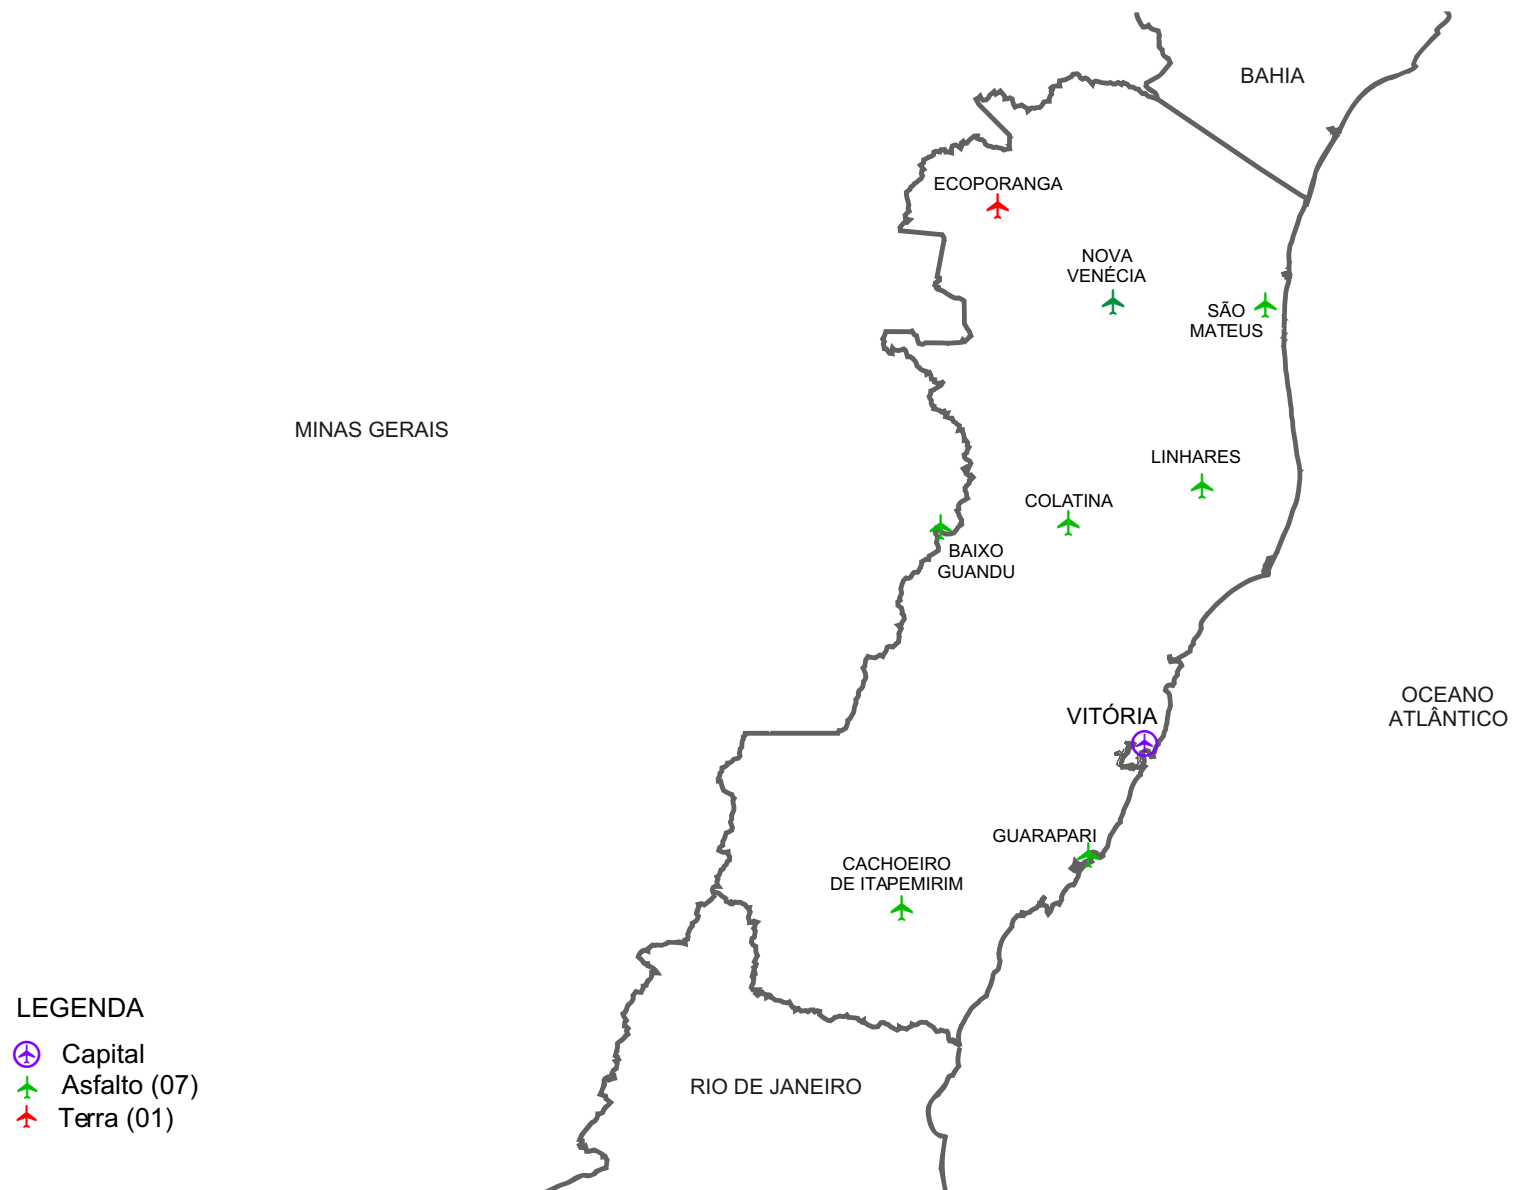 BAHIA
ECOPORANGA
NOVA
VENÉCIA
SÃO
MATEUS
MINAS GERAIS
LINHARES
COLATINA
BAIXO
GUANDU
OCEANO
ATLÂNTICO
VITÓRIA
GUARAPARI
CACHOEIRO
DE ITAPEMIRIM
RIO DE JANEIRO
LEGENDA
Capital
Asfalto (07)
Terra (01)